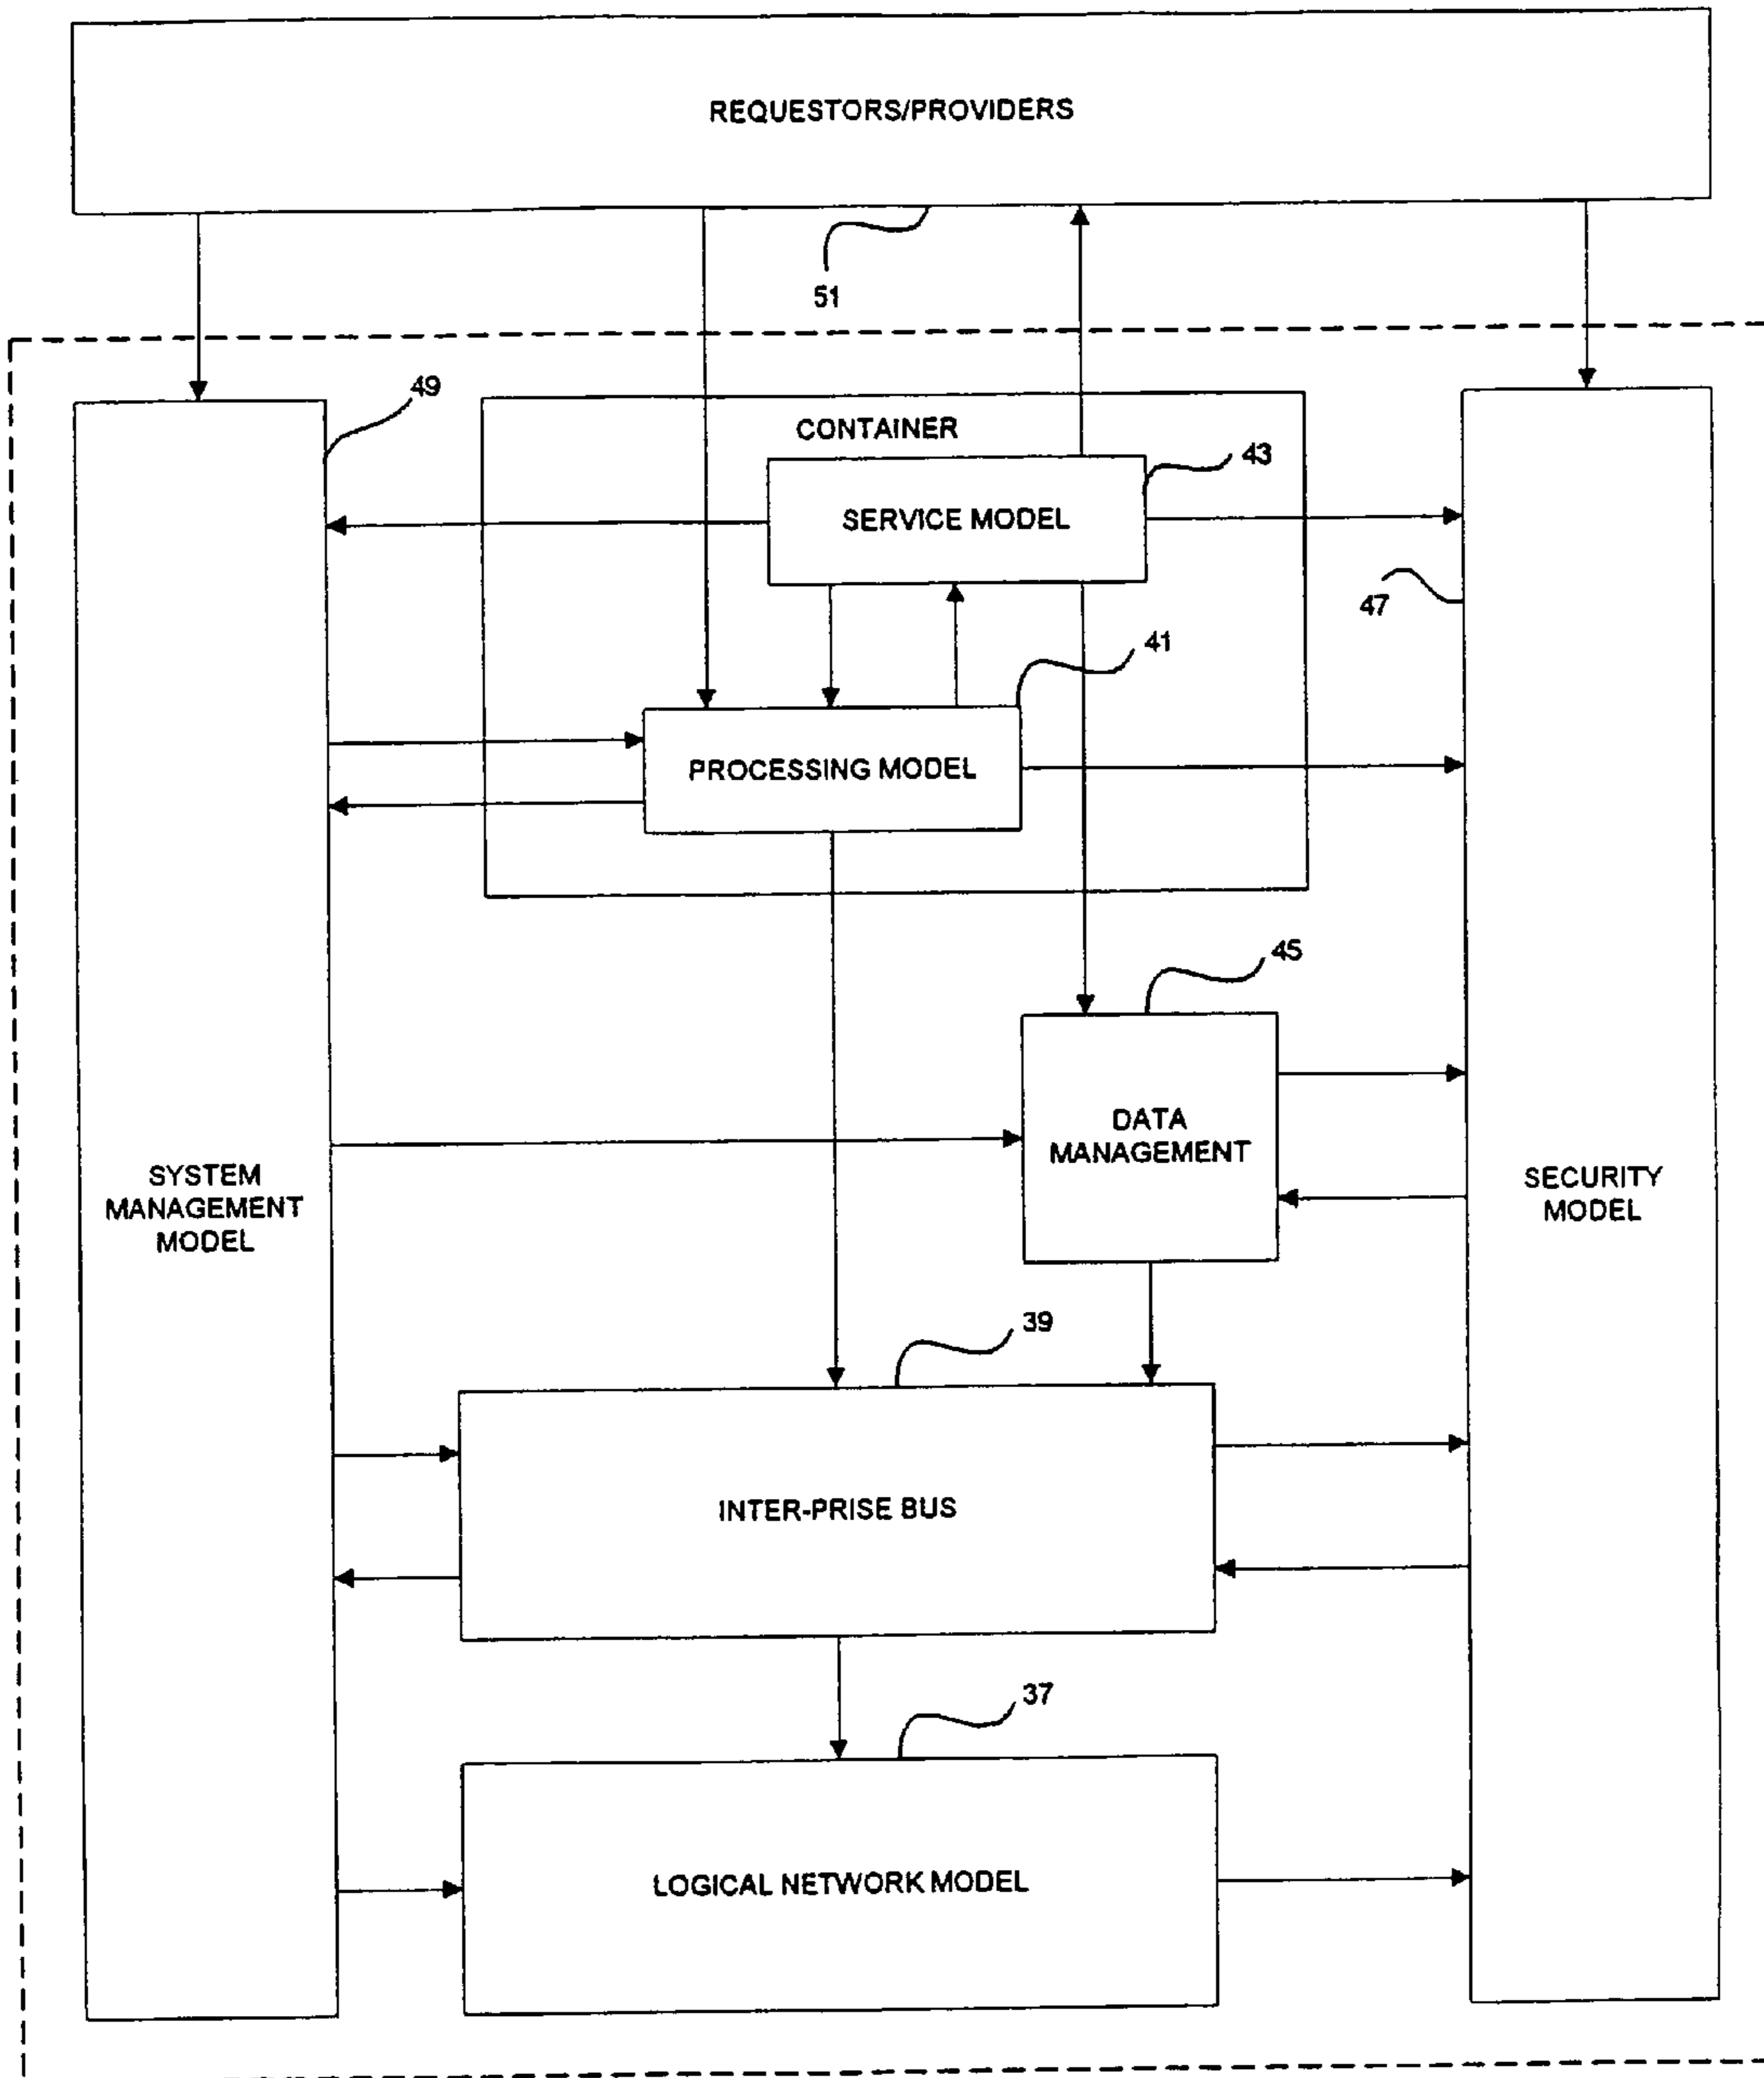 REQUESTORS/PROVIDERS
51
49
CONTAINER
43
SERVICE MODEL
47
41
PROCESSING MODEL
45
DATA
MANAGEMENT
SYSTEM
MANAGEMENT
MODEL
SECURITY
MODEL
39
INTER-PRISE BUS
37
LOGICAL NETWORK MODEL